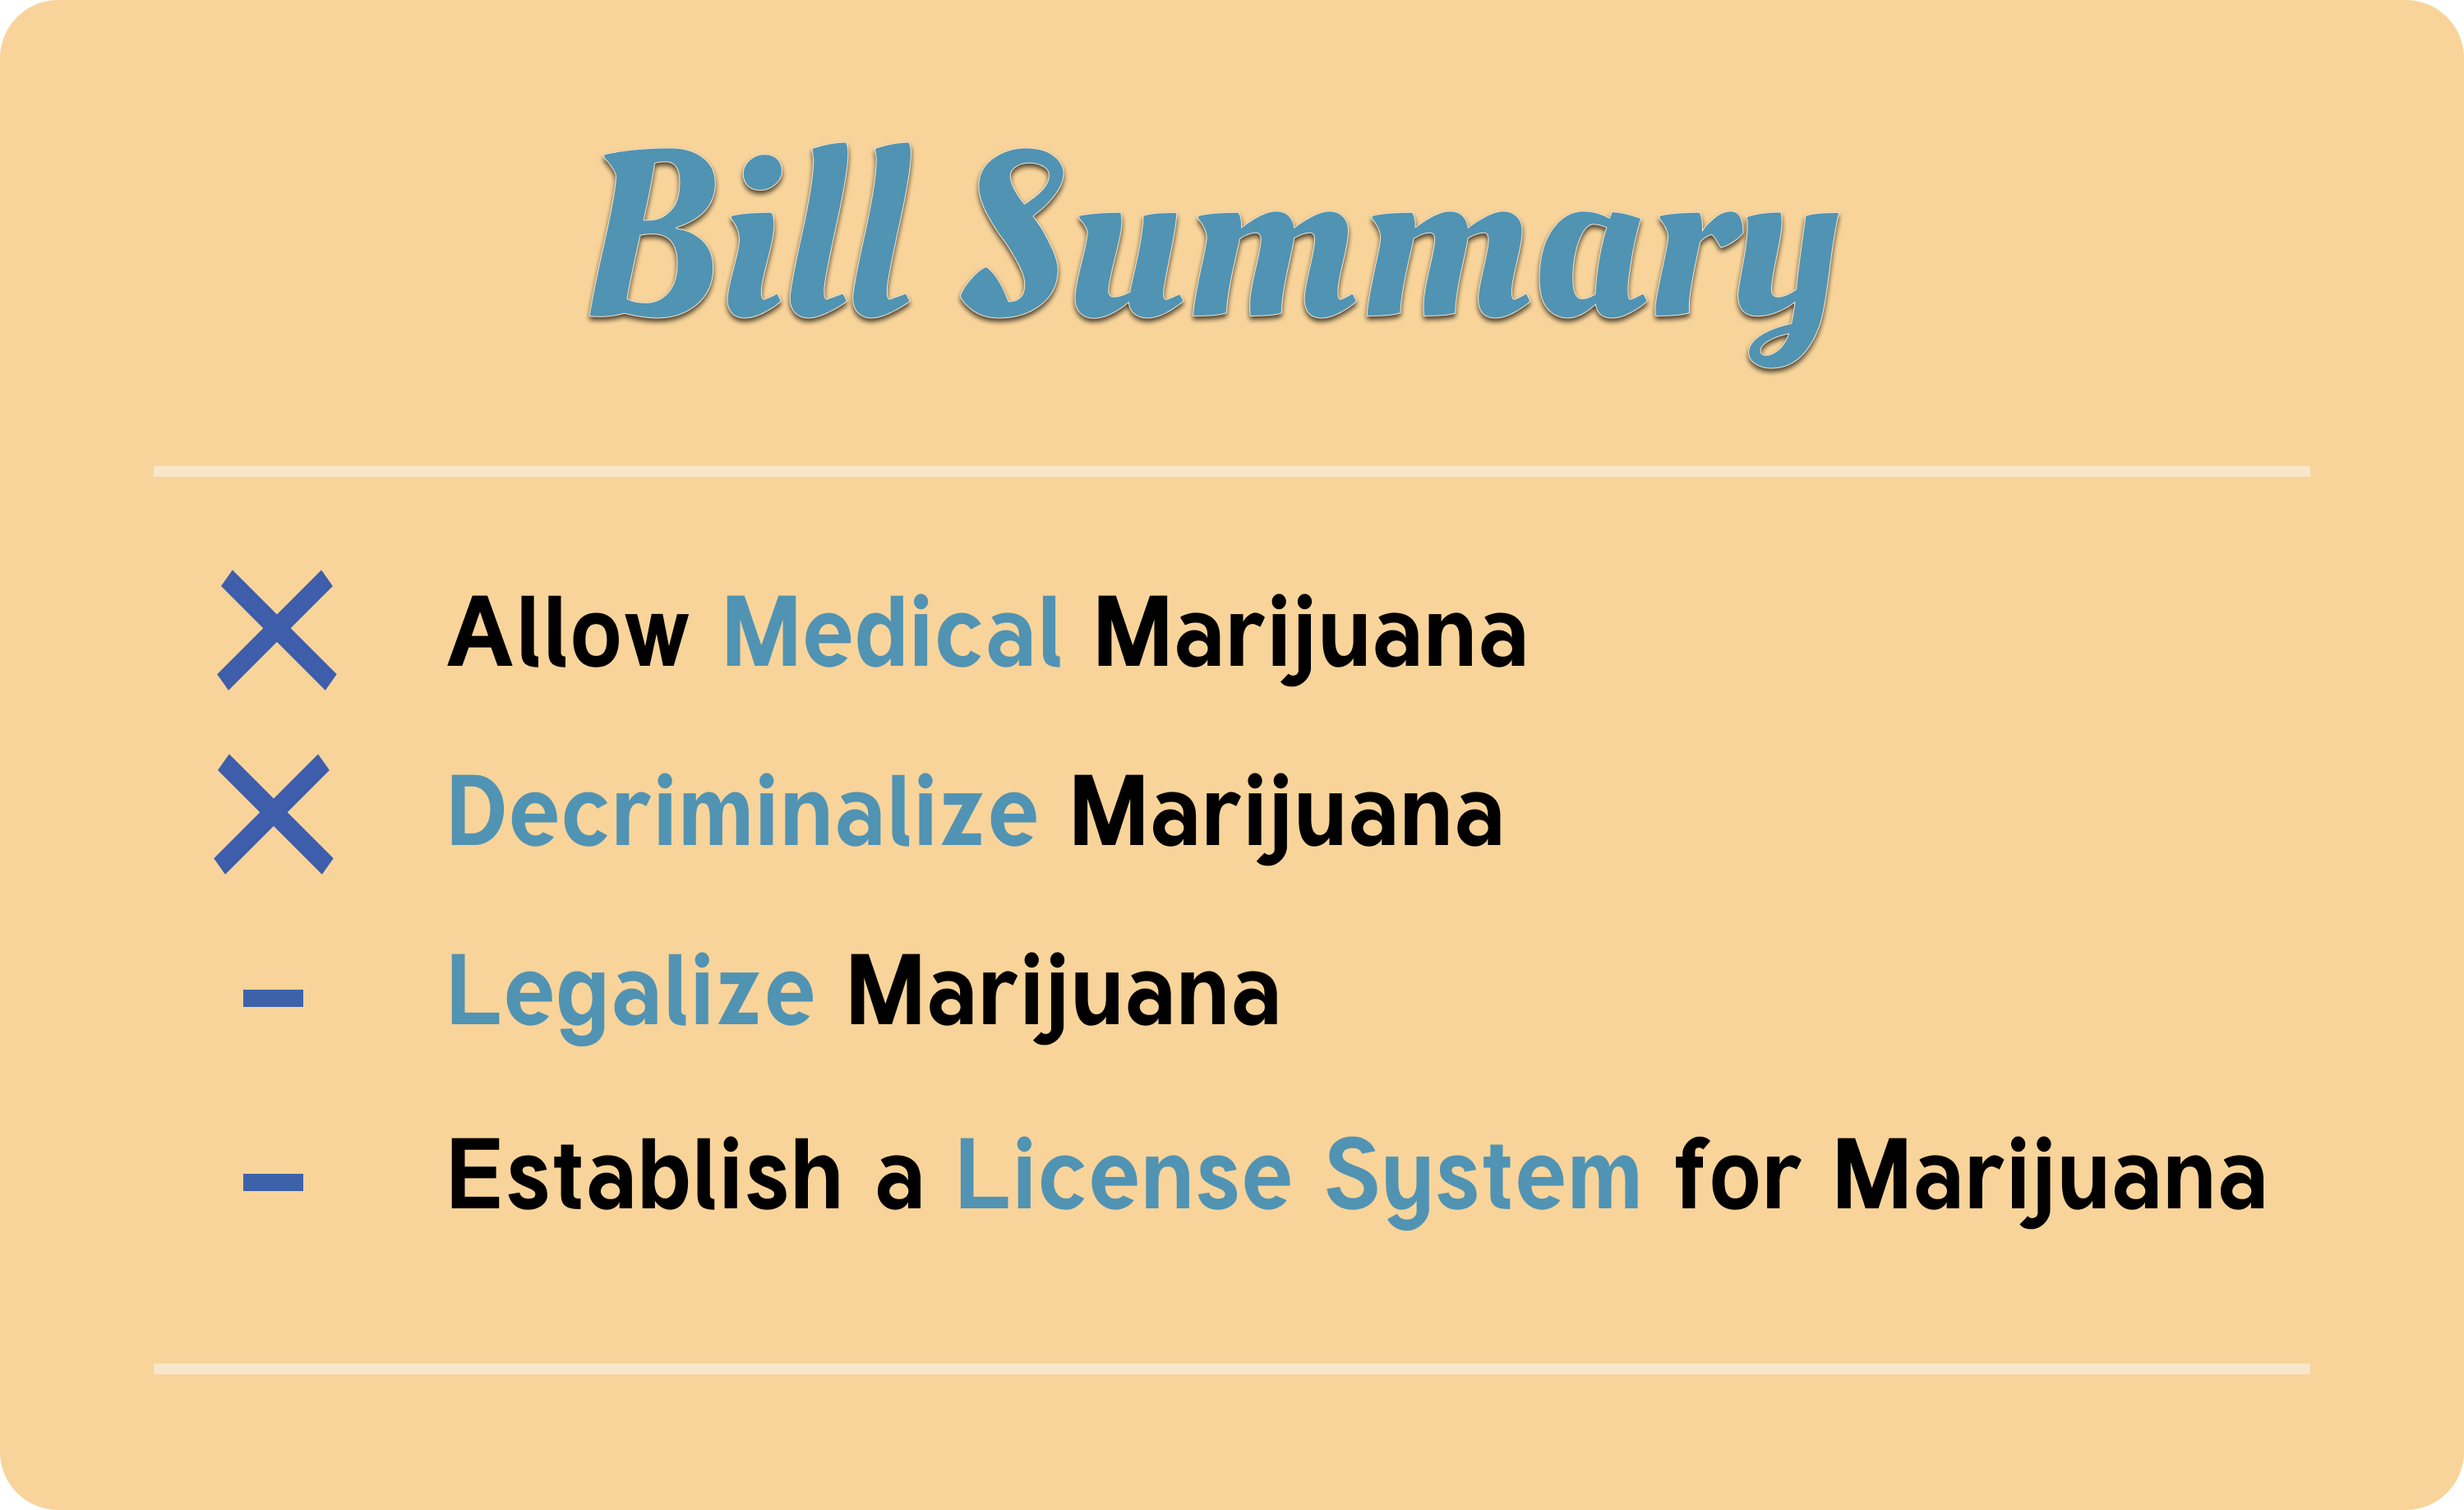 Bill Summary
× Allow Medical Marijuana
× Decriminalize Marijuana
- Legalize Marijuana
- Establish a License System for Marijuana